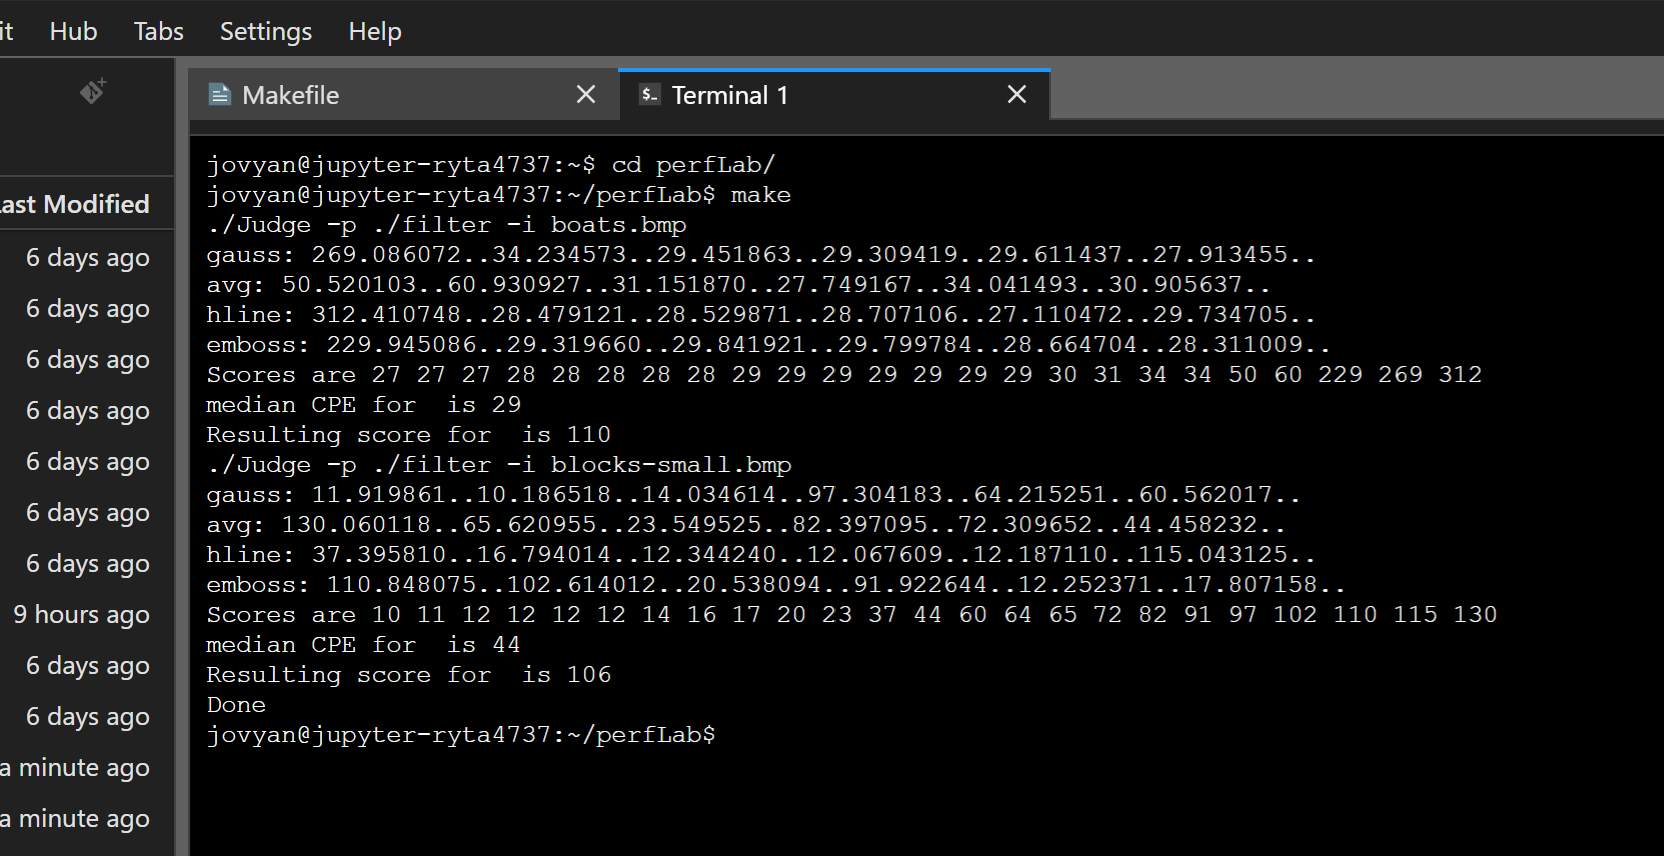 it Hub Tabs Settings Help
Makefile
$_ Terminal 1
Last Modified
6 days ago
6 days ago
6 days ago
6 days ago
6 days ago
6 days ago
6 days ago
9 hours ago
6 days ago
6 days ago
a minute ago
a minute ago
jovyan@jupyter-ryta4737:~$ cd perfLab/
jovyan@jupyter-ryta4737:~/perfLab$ make
./Judge -p ./filter -i boats.bmp
gauss: 269.086072..34.234573..29.451863..29.309419..29.611437..27.913455..
avg: 50.520103..60.930927..31.151870..27.749167..34.041493..30.905637..
hline: 312.410748..28.479121..28.529871..28.707106..27.110472..29.734705..
emboss: 229.945086..29.319660..29.841921..29.799784..28.664704..28.311009..
Scores are 27 27 27 28 28 28 28 28 29 29 29 29 29 29 29 30 31 34 34 50 60 229 269 312
median CPE for  is 29
Resulting score for  is 110
./Judge -p ./filter -i blocks-small.bmp
gauss: 11.919861..10.186518..14.034614..97.304183..64.215251..60.562017..
avg: 130.060118..65.620955..23.549525..82.397095..72.309652..44.458232..
hline: 37.395810..16.794014..12.344240..12.067609..12.187110..115.043125..
emboss: 110.848075..102.614012..20.538094..91.922644..12.252371..17.807158..
Scores are 10 11 12 12 12 12 14 16 17 20 23 37 44 60 64 65 72 82 91 97 102 110 115 130
median CPE for  is 44
Resulting score for  is 106
Done
jovyan@jupyter-ryta4737:~/perfLab$